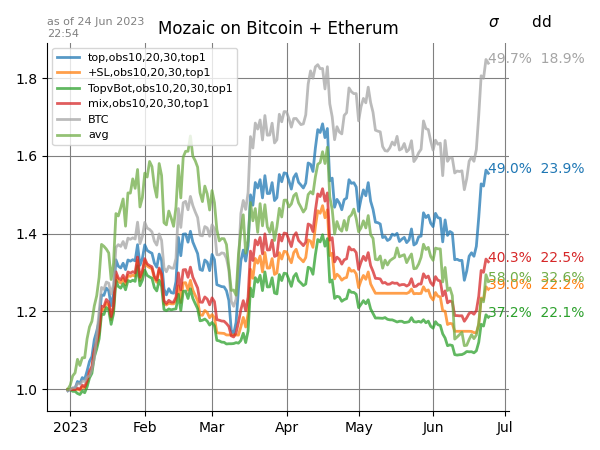 as of 24 Jun 2023
22:54
Mozaic on Bitcoin + Etherum
σ dd
top,obs10,20,30,top1
+SL,obs10,20,30,top1
TopvBot,obs10,20,30,top1
mix,obs10,20,30,top1
BTC
avg
1.8
1.6
1.4
1.2
1.0
49.7% 18.9%
49.0% 23.9%
40.3% 22.5%
58.0% 32.6%
39.0% 22.2%
37.2% 22.1%
2023 Feb Mar Apr May Jun Jul